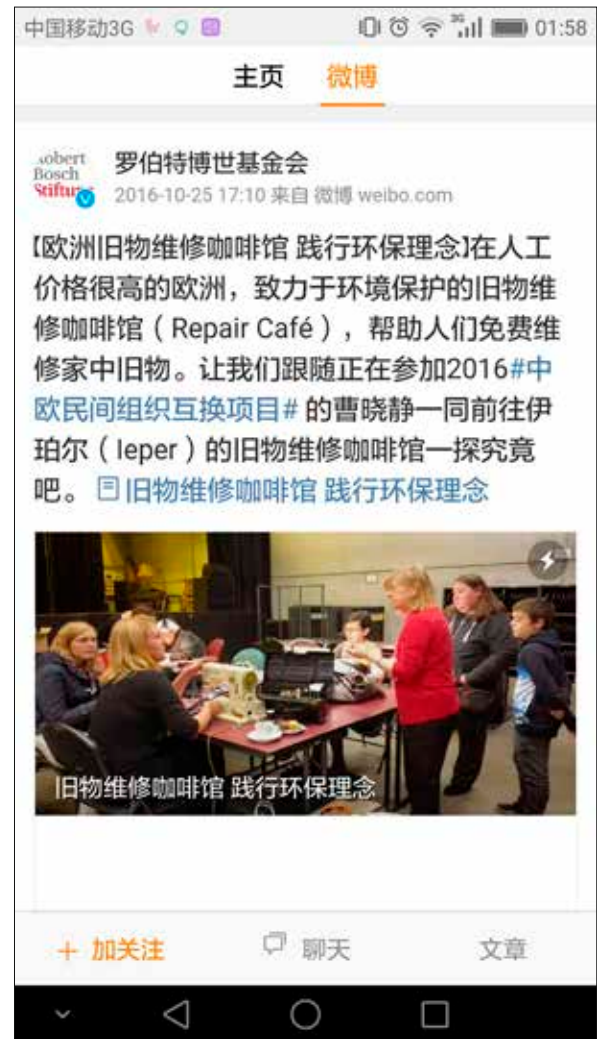 中国移动3G
3G
01:58
主页 微博
Robert
Bosch
Stiftung
罗伯特博世基金会
2016-10-25 17:10 来自 微博 weibo.com
【欧洲旧物维修咖啡馆 践行环保理念】在人工
价格很高的欧洲，致力于环境保护的旧物维
修咖啡馆（Repair Café），帮助人们免费维
修家中旧物。让我们跟随正在参加2016#中
欧民间组织互换项目# 的曹晓静一同前往伊
珀尔（Ieper）的旧物维修咖啡馆一探究竟
吧。 旧物维修咖啡馆 践行环保理念
旧物维修咖啡馆 践行环保理念
+ 加关注 聊天 文章